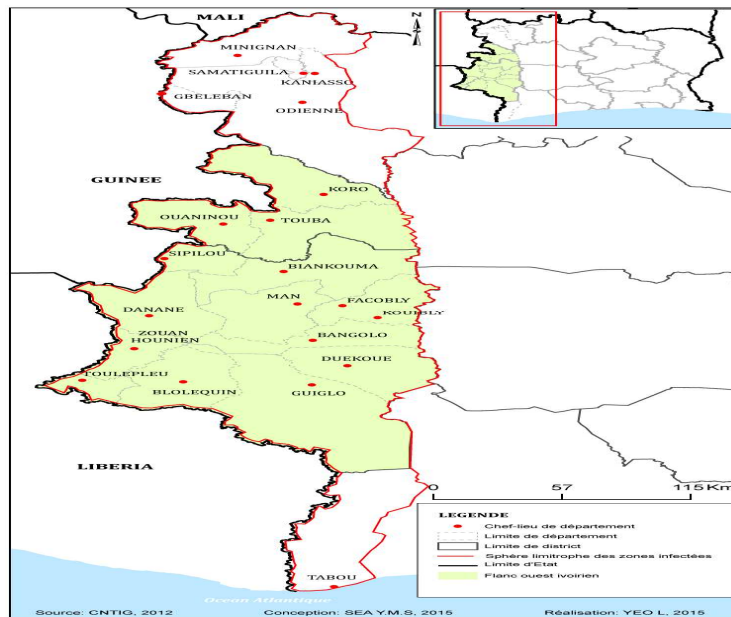 MALI
N
MINIGNAN
SAMATIGUILA
KANIASSO
GBELEBAN
ODIENNE
GUINEE
KORO
OUANINOU
TOUBA
SIPILOU
BIANKOUMA
MAN
FACOBLY
DANANE
KOUIBLY
ZOUAN
HOUNIEN
BANGOLO
DUEKOUE
TOULEPLEU
BLOLEQUIN
GUIGLO
LIBERIA
0 57 115 Km
LEGENDE
Chef-lieu de département
Limite de département
Limite de district
Sphère limitrophe des zones infectées
Limite d'Etat
Flanc ouest ivoirien
TABOU
Ocean Atlantique
Source: CNTIG, 2012 Conception: SEA Y.M.S, 2015 Réalisation: YEO L, 2015